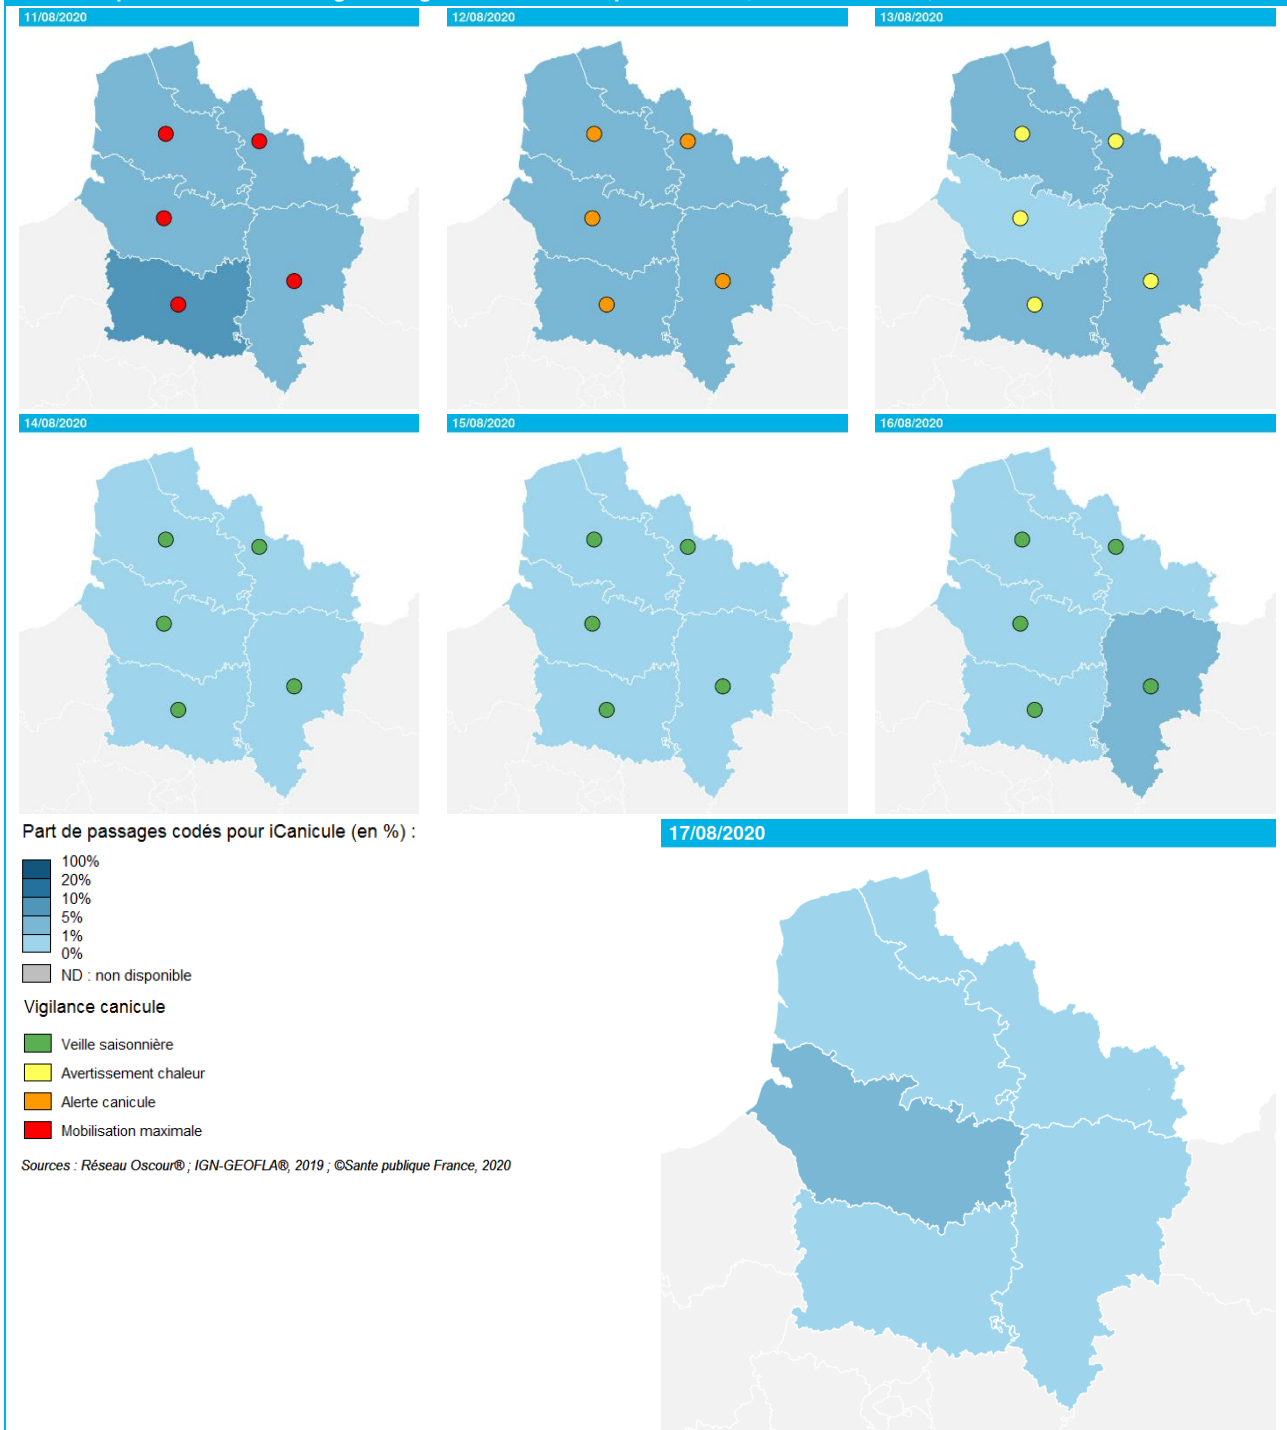 11/08/2020
12/08/2020
13/08/2020
14/08/2020
15/08/2020
16/08/2020
Part de passages codés pour iCanicule (en %) :
100%
20%
10%
5%
1%
0%
ND : non disponible
Vigilance canicule
Veille saisonnière
Avertissement chaleur
Alerte canicule
Mobilisation maximale
Sources : Réseau Oscour® ; IGN-GEOFLA®, 2019 ; ©Sante publique France, 2020
17/08/2020